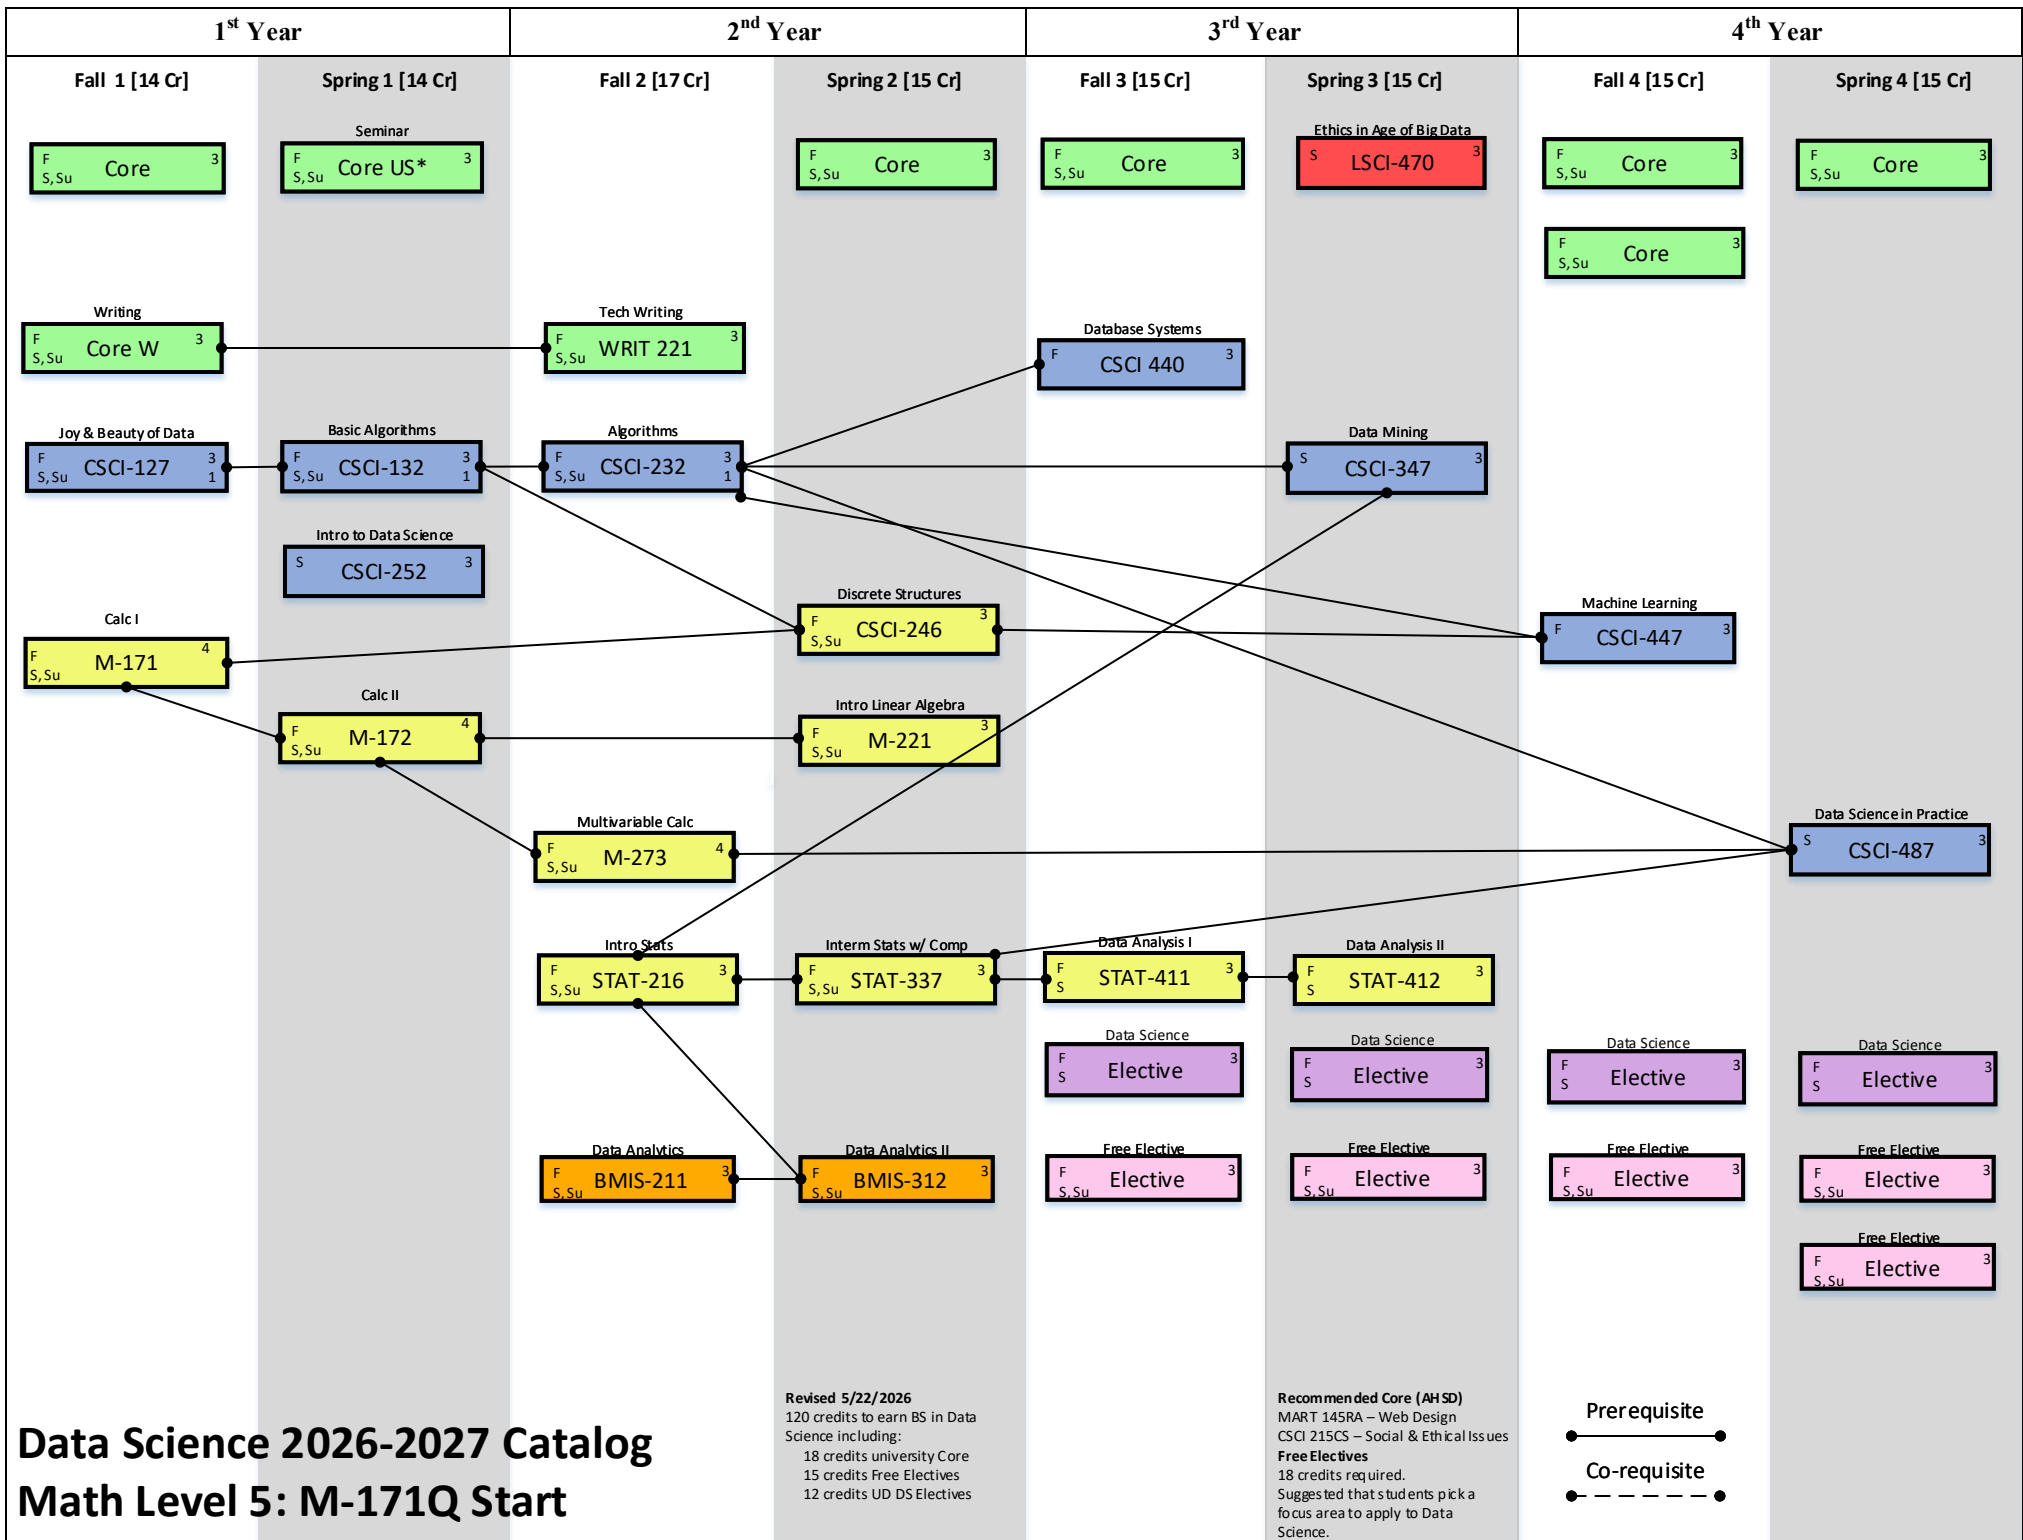 1st Year
2nd Year
3rd Year
4th Year
Fall 1 [14 Cr]
Spring 1 [14 Cr]
Fall 2 [17 Cr]
Spring 2 [15 Cr]
Fall 3 [15 Cr]
Spring 3 [15 Cr]
Fall 4 [15 Cr]
Spring 4 [15 Cr]
F
S, Su
Core
3
Seminar
F
S, Su
Core US*
3
F
S, Su
Core
3
F
S, Su
Core
3
Ethics in Age of Big Data
S
LSCI-470
3
F
S, Su
Core
3
F
S, Su
Core
3
F
S, Su
Core
3
Writing
F
S, Su
Core W
3
Tech Writing
F
S, Su
WRIT 221
3
Database Systems
F
CSCI 440
3
Joy & Beauty of Data
F
S, Su
CSCI-127
3
1
Basic Algorithms
F
S, Su
CSCI-132
3
1
Algorithms
F
S, Su
CSCI-232
3
1
Data Mining
S
CSCI-347
3
Intro to Data Science
S
CSCI-252
3
Discrete Structures
F
S, Su
CSCI-246
3
Machine Learning
F
CSCI-447
3
Calc I
F
S, Su
M-171
4
Calc II
F
S, Su
M-172
4
Intro Linear Algebra
F
S, Su
M-221
3
Multivariable Calc
F
S, Su
M-273
4
Data Science in Practice
S
CSCI-487
3
Intro Stats
F
S, Su
STAT-216
3
Interm Stats w/ Comp
F
S, Su
STAT-337
3
Data Analysis I
F
S
STAT-411
3
Data Analysis II
F
S
STAT-412
3
Data Science
F
S
Elective
3
Data Science
F
S
Elective
3
Data Science
F
S
Elective
3
Data Science
F
S
Elective
3
Data Analytics
F
S, Su
BMIS-211
3
Data Analytics II
F
S, Su
BMIS-312
3
Free Elective
F
S, Su
Elective
3
Free Elective
F
S, Su
Elective
3
Free Elective
F
S, Su
Elective
3
Free Elective
F
S, Su
Elective
3
Free Elective
F
S, Su
Elective
3
Data Science 2026-2027 Catalog
Math Level 5: M-171Q Start
Revised 5/22/2026
120 credits to earn BS in Data
Science including:
18 credits university Core
15 credits Free Electives
12 credits UD DS Electives
Recommended Core (AHSD)
MART 145RA – Web Design
CSCI 215CS – Social & Ethical Issues
Free Electives
18 credits required.
Suggested that students pick a
focus area to apply to Data
Science.
Prerequisite
Co-requisite